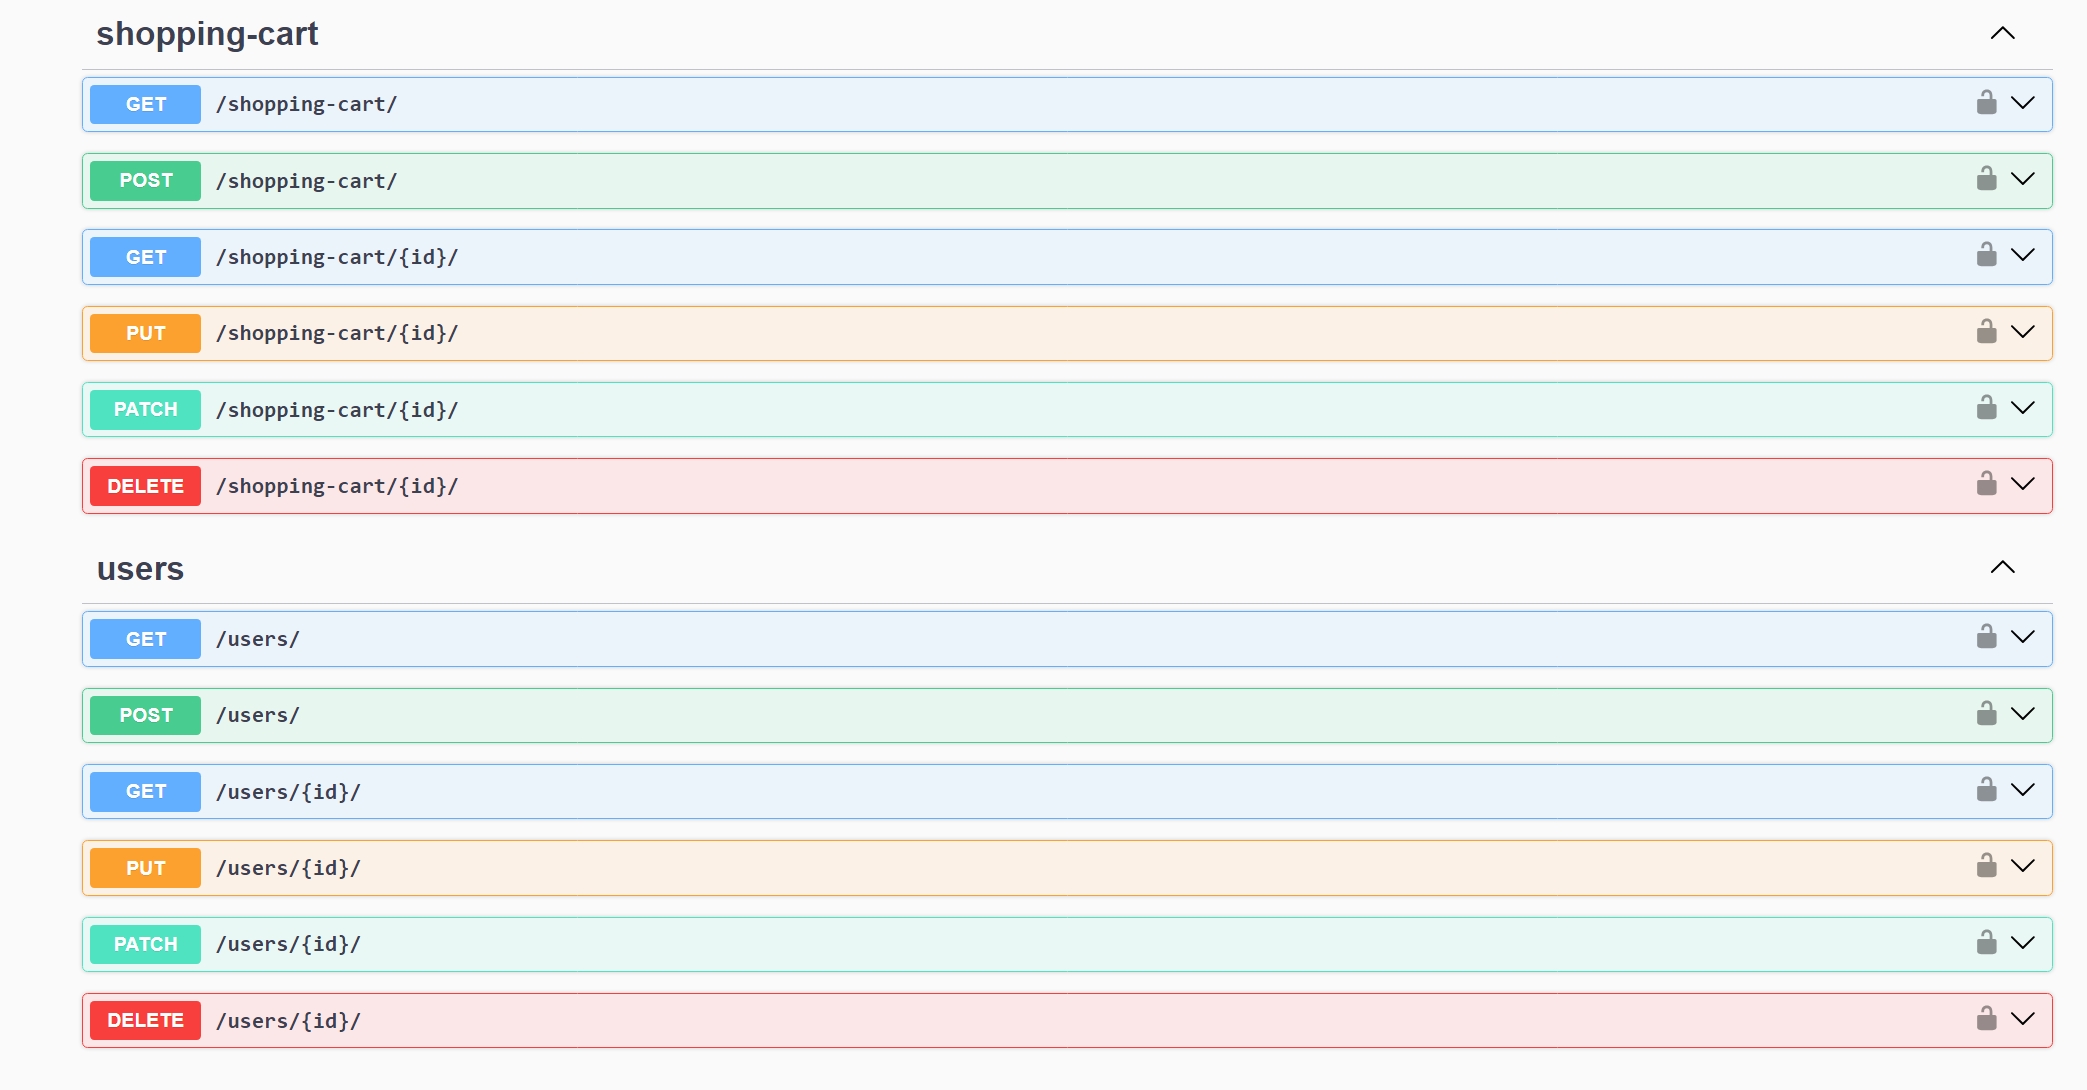 shopping-cart
GET /shopping-cart/
POST /shopping-cart/
GET /shopping-cart/{id}/
PUT /shopping-cart/{id}/
PATCH /shopping-cart/{id}/
DELETE /shopping-cart/{id}/
users
GET /users/
POST /users/
GET /users/{id}/
PUT /users/{id}/
PATCH /users/{id}/
DELETE /users/{id}/